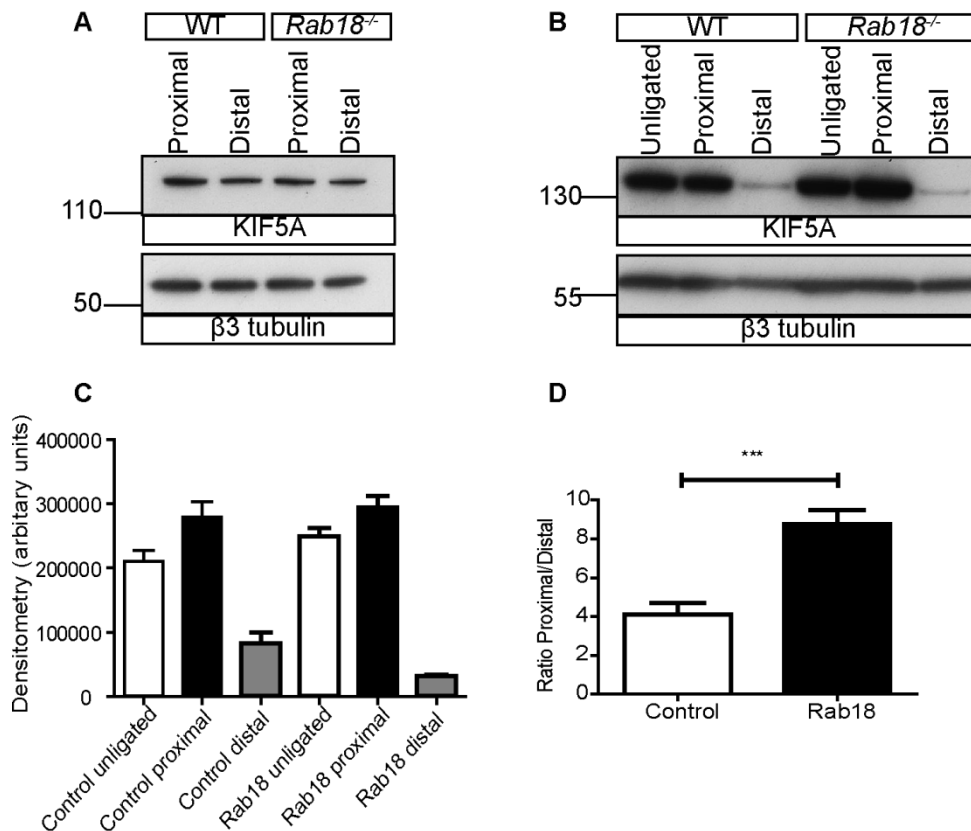 A
WT Rab18-/-
Proximal Distal Proximal Distal
110
KIF5A
50
β3 tubulin
B
WT Rab18-/-
Unligated Proximal Distal Unligated Proximal Distal
130
KIF5A
55
β3 tubulin
C
Densitometry (arbitary units)
400000
300000
200000
100000
0
Control unligated
Control proximal
Control distal
Rab18 unligated
Rab18 proximal
Rab18 distal
D
***
Ratio Proximal/Distal
10
8
6
4
2
0
Control Rab18